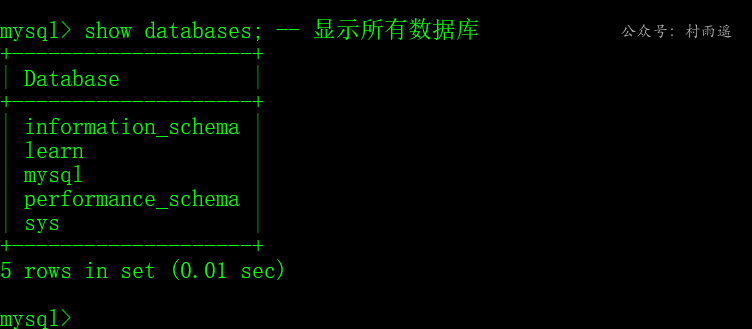 mysql> show databases; -- 显示所有数据库
公众号: 村雨遥
+--------------------+
| Database           |
+--------------------+
| information_schema |
| learn              |
| mysql              |
| performance_schema |
| sys                |
+--------------------+
5 rows in set (0.01 sec)
mysql>